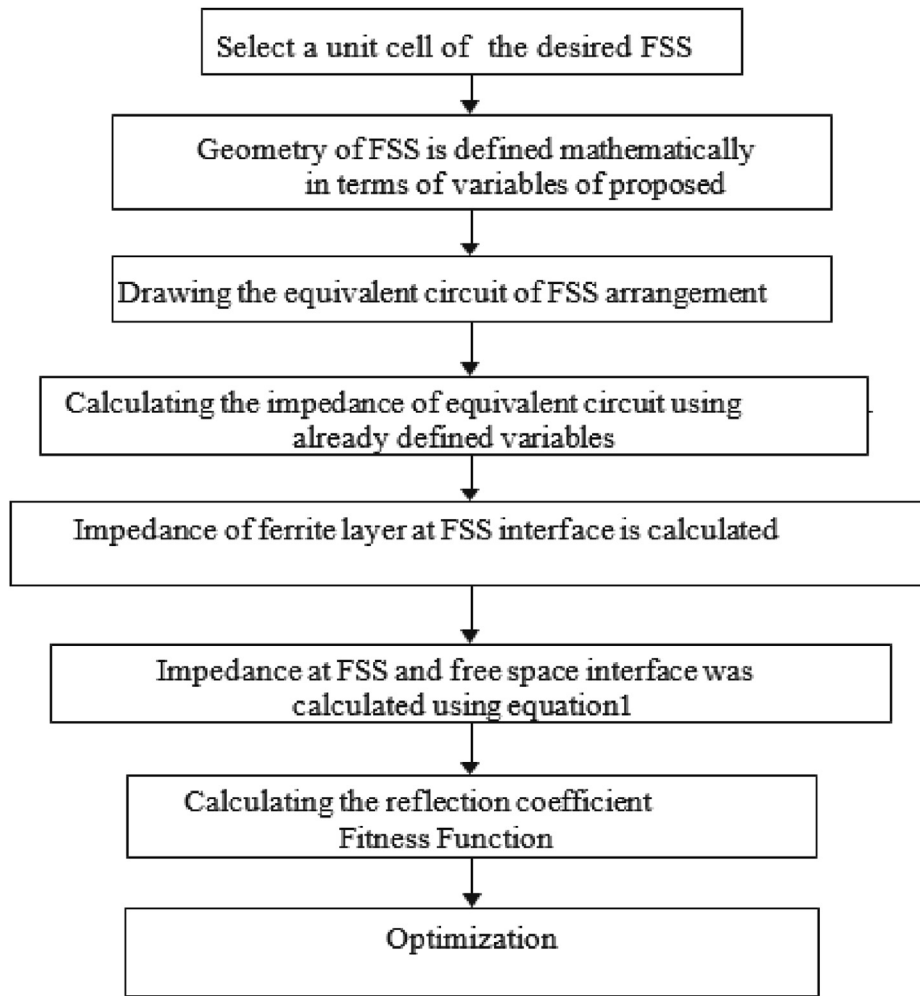 Select a unit cell of the desired FSS
Geometry of FSS is defined mathematically
in terms of variables of proposed
Drawing the equivalent circuit of FSS arrangement
Calculating the impedance of equivalent circuit using
already defined variables
Impedance of ferrite layer at FSS interface is calculated
Impedance at FSS and free space interface was
calculated using equation1
Calculating the reflection coefficient
Fitness Function
Optimization